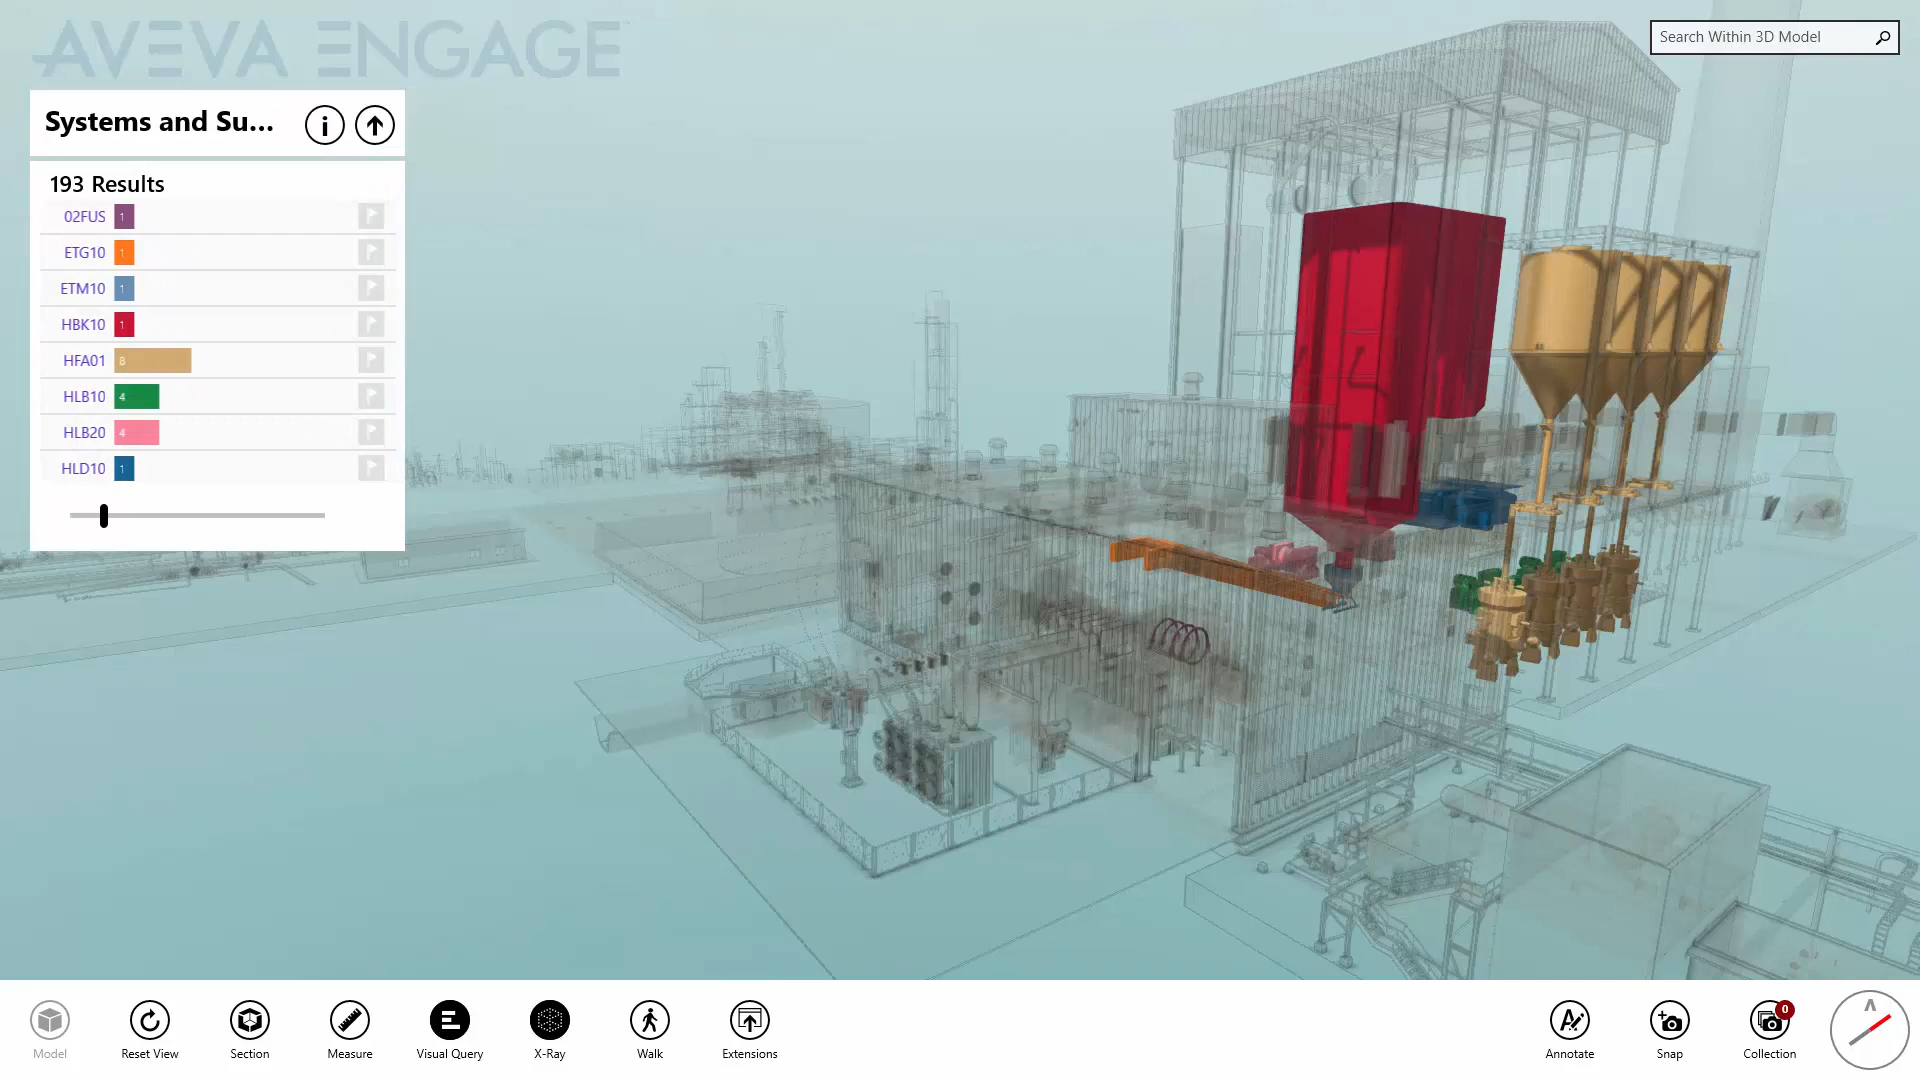 AVEVA ENGAGE
Search Within 3D Model
Systems and Su...
193 Results
02FUS 1
ETG10 1
ETM10 1
HBK10 1
HFA01 8
HLB10 4
HLB20 4
HLD10 1
Model
Reset View
Section
Measure
Visual Query
X-Ray
Walk
Extensions
Annotate
Snap
0
Collection